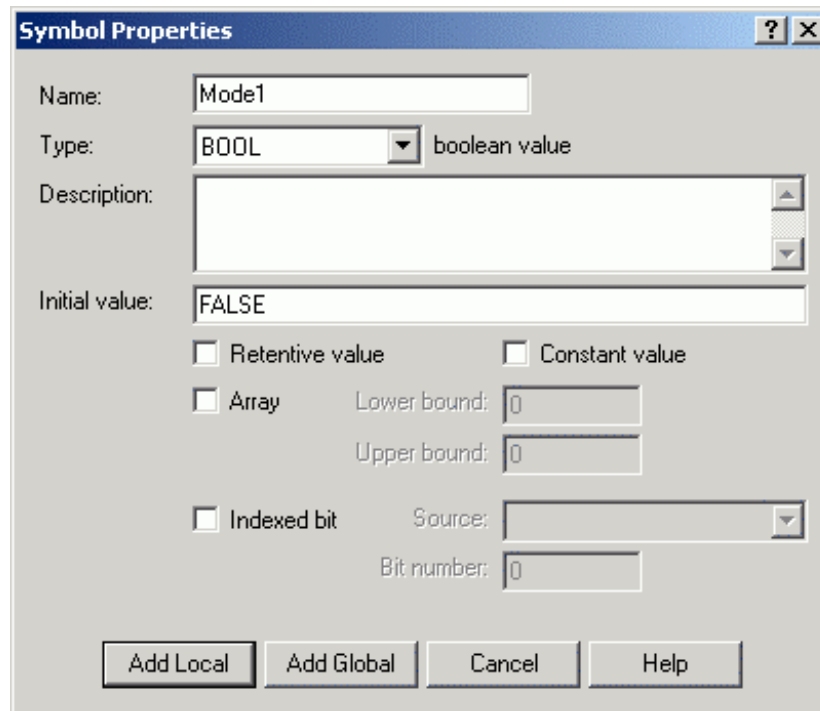 Symbol Properties
Name: Mode1
Type: BOOL boolean value
Description:
Initial value: FALSE
Retentive value Constant value
Array Lower bound: 0
Upper bound: 0
Indexed bit Source:
Bit number: 0
Add Local Add Global Cancel Help